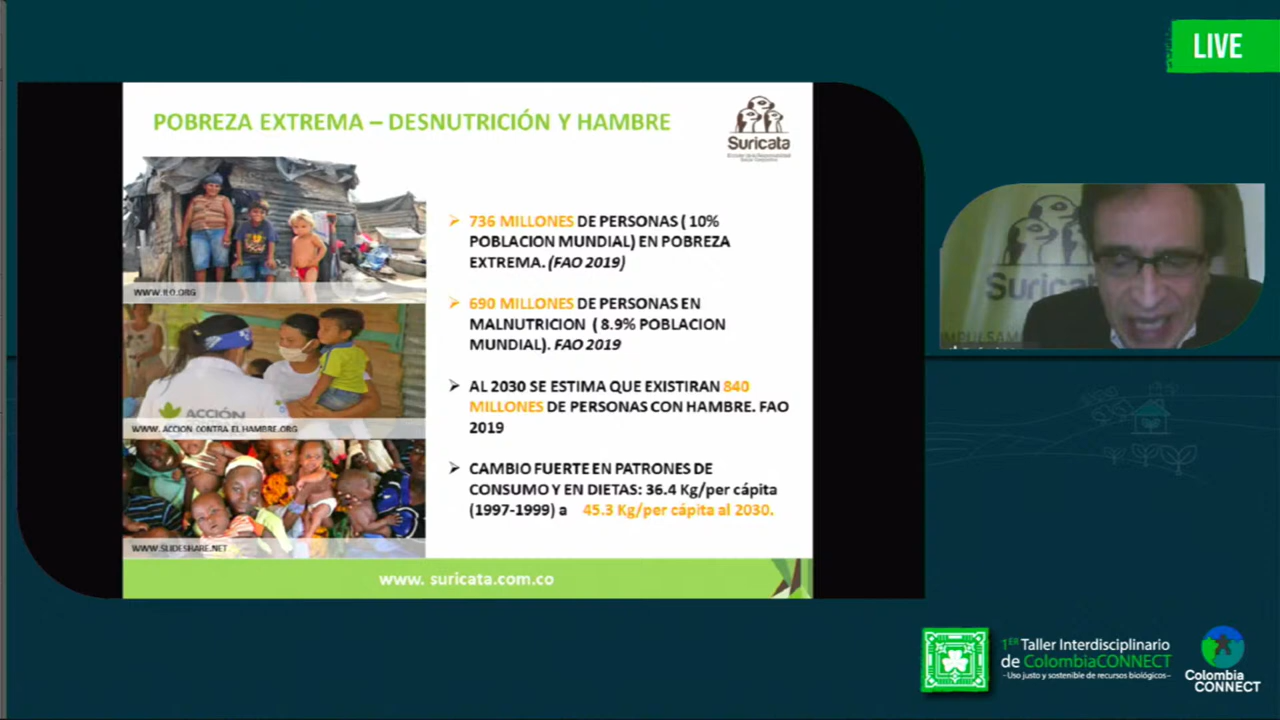 LIVE
POBREZA EXTREMA – DESNUTRICIÓN Y HAMBRE
Suricata
736 MILLONES DE PERSONAS ( 10%
POBLACION MUNDIAL) EN POBREZA
EXTREMA. (FAO 2019)
690 MILLONES DE PERSONAS EN
MALNUTRICION ( 8.9% POBLACION
MUNDIAL). FAO 2019
AL 2030 SE ESTIMA QUE EXISTIRAN 840
MILLONES DE PERSONAS CON HAMBRE. FAO
2019
CAMBIO FUERTE EN PATRONES DE
CONSUMO Y EN DIETAS: 36.4 Kg/per cápita
(1997-1999) a 45.3 Kg/per cápita al 2030.
WWW. ILO.ORG
ACCIÓN
WWW. ACCION CONTRA EL HAMBRE.ORG
WWW.SLIDESHARE.NET
www. suricata.com.co
Suricata
1ER Taller Interdisciplinario
de ColombiaCONNECT
-Uso justo y sostenible de recursos biológicos-
Colombia
CONNECT